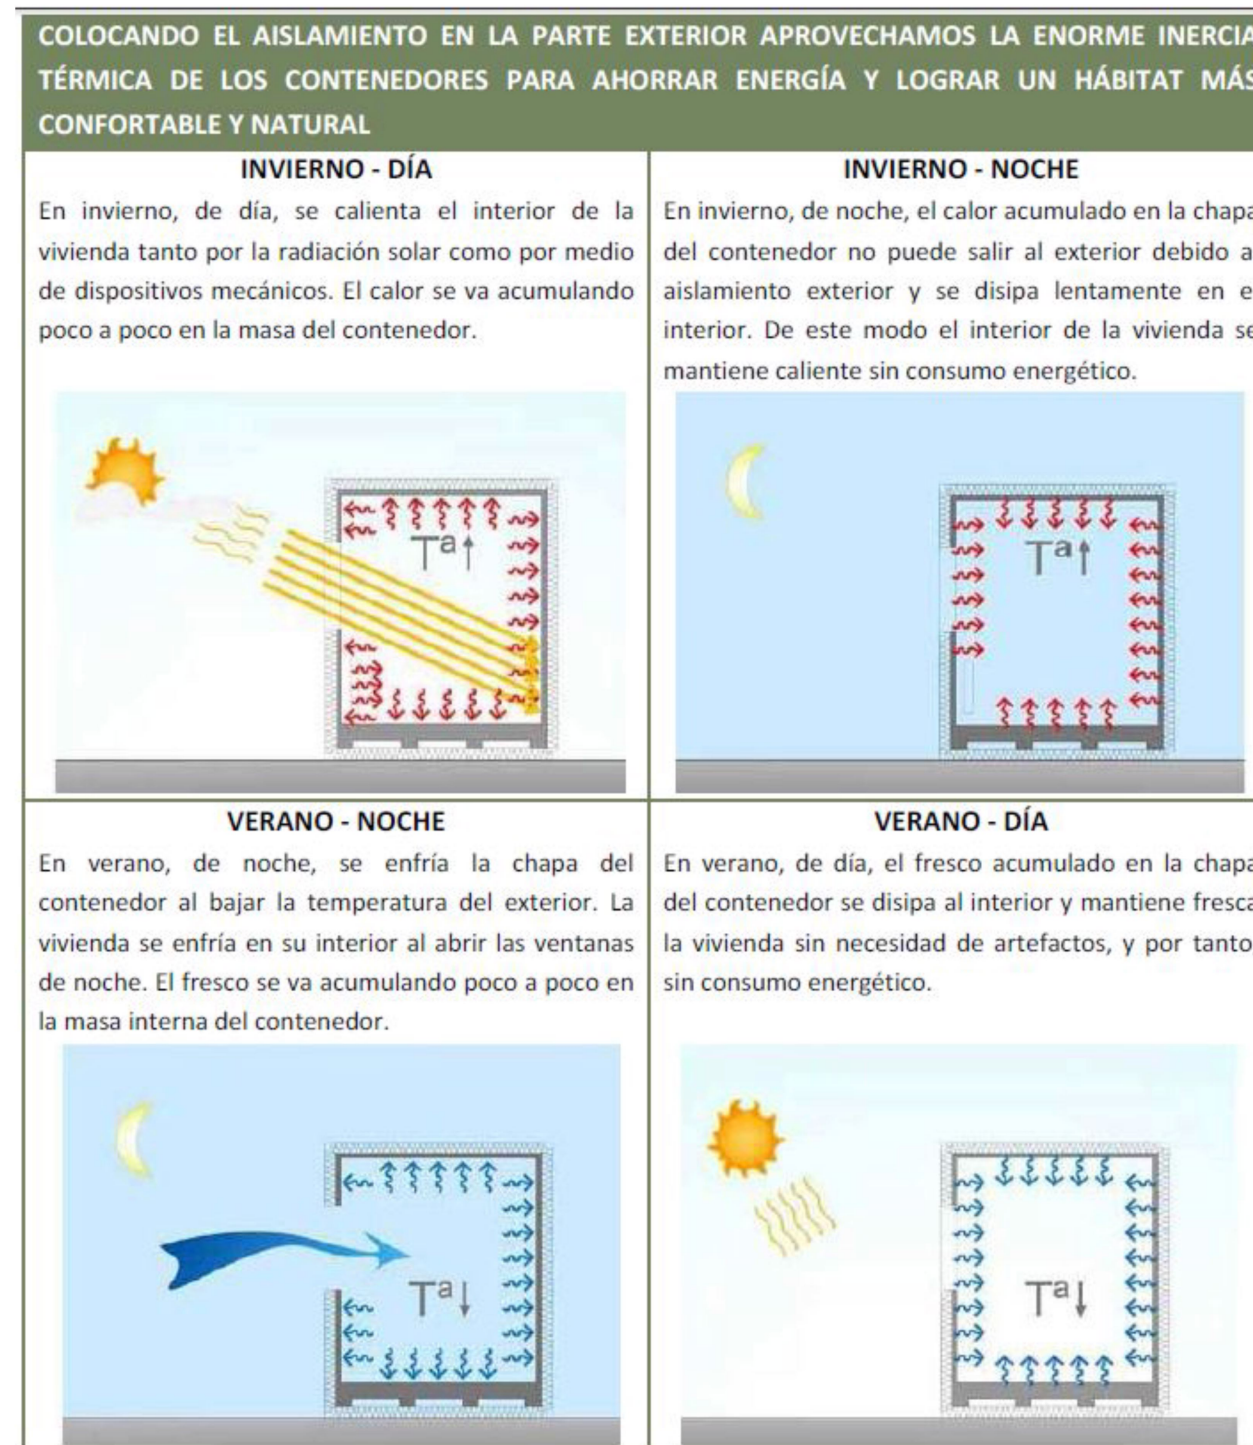 COLOCANDO EL AISLAMIENTO EN LA PARTE EXTERIOR APROVECHAMOS LA ENORME INERCIA
TÉRMICA DE LOS CONTENEDORES PARA AHORRAR ENERGÍA Y LOGRAR UN HÁBITAT MÁS
CONFORTABLE Y NATURAL
INVIERNO - DÍA
En invierno, de día, se calienta el interior de la
vivienda tanto por la radiación solar como por medio
de dispositivos mecánicos. El calor se va acumulando
poco a poco en la masa del contenedor.
Tª
INVIERNO - NOCHE
En invierno, de noche, el calor acumulado en la chapa
del contenedor no puede salir al exterior debido a
aislamiento exterior y se disipa lentamente en e
interior. De este modo el interior de la vivienda se
mantiene caliente sin consumo energético.
Tª
VERANO - NOCHE
En verano, de noche, se enfría la chapa del
contenedor al bajar la temperatura del exterior. La
vivienda se enfría en su interior al abrir las ventanas
de noche. El fresco se va acumulando poco a poco en
la masa interna del contenedor.
Tª
VERANO - DÍA
En verano, de día, el fresco acumulado en la chapa
del contenedor se disipa al interior y mantiene fresca
la vivienda sin necesidad de artefactos, y por tanto
sin consumo energético.
Tª